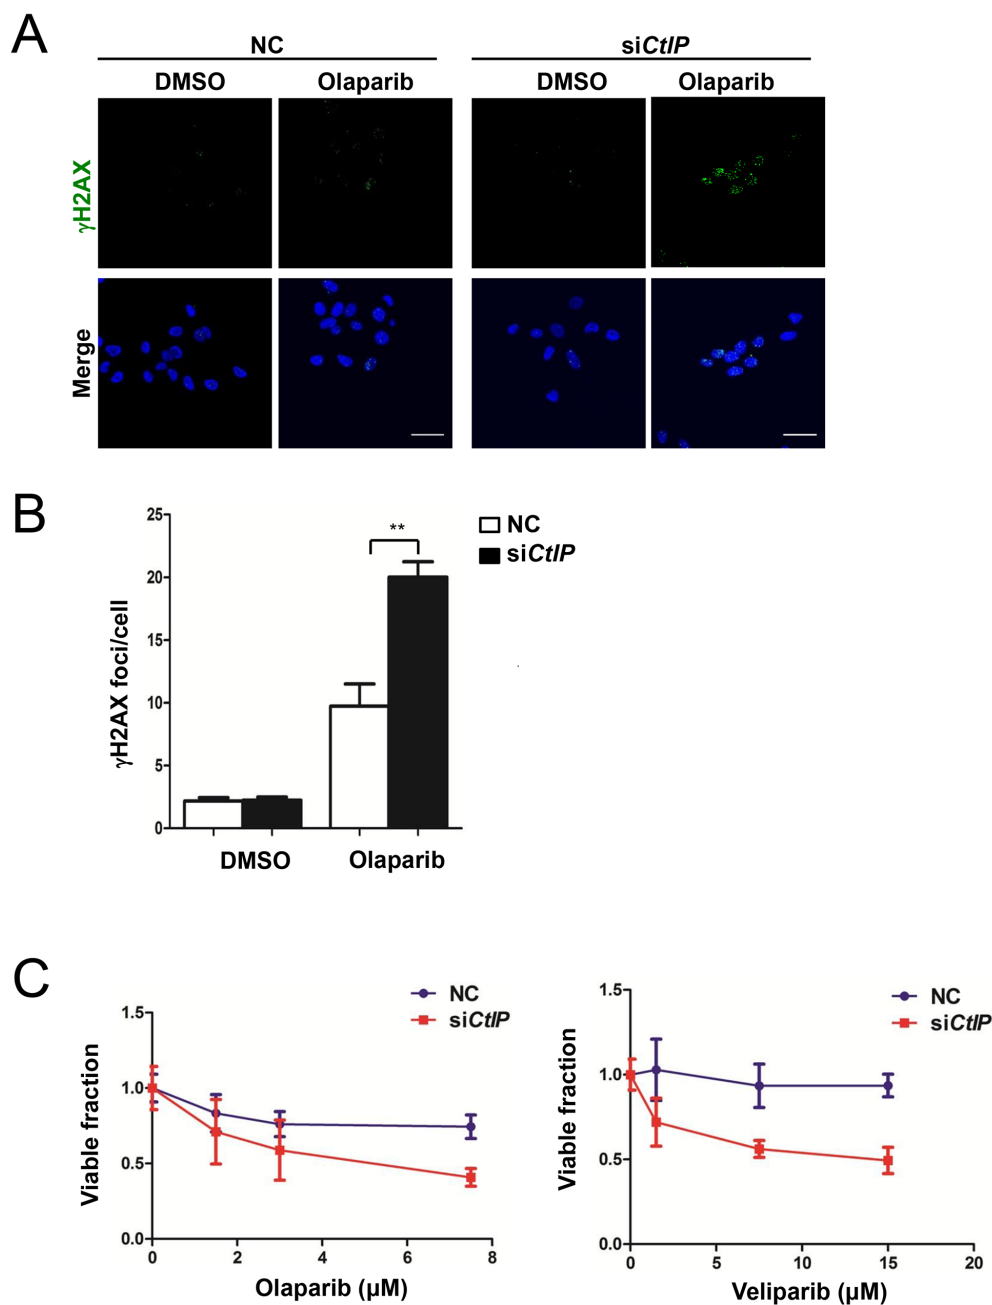 A
NC
siCtIP
DMSO
Olaparib
DMSO
Olaparib
γH2AX
Merge
B
25
20
15
10
5
0
γH2AX foci/cell
**
NC
siCtIP
DMSO
Olaparib
C
NC
siCtIP
1.5
1.0
0.5
0.0
Viable fraction
0
2
4
6
8
Olaparib (μM)
NC
siCtIP
1.5
1.0
0.5
0.0
Viable fraction
0
5
10
15
20
Veliparib (μM)